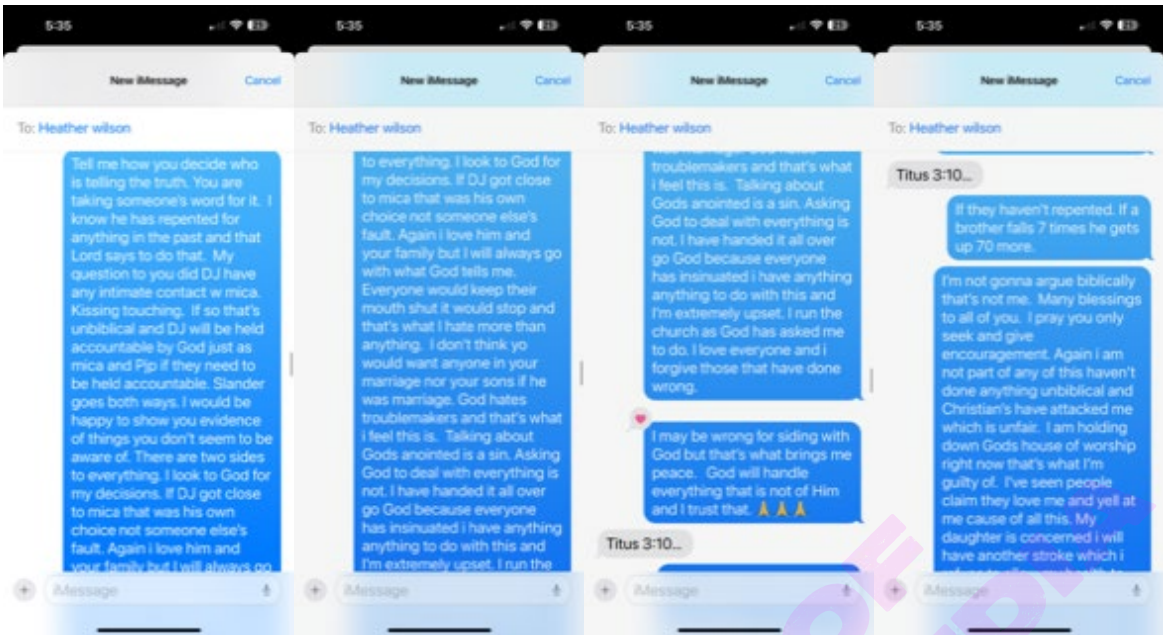 5:35
New iMessage
Cancel
To: Heather wilson
Tell me how you decide who
is telling the truth. You are
taking someone's word for it. I
know he has repented for
anything in the past and that
Lord says to do that. My
question to you did DJ have
any intimate contact w mica.
Kissing touching. If so that's
unbiblical and DJ will be held
accountable by God just as
mica and Pjp if they need to
be held accountable. Slander
goes both ways. I would be
happy to show you evidence
of things you don't seem to be
aware of. There are two sides
to everything. I look to God for
my decisions. If DJ got close
to mica that was his own
choice not someone else's
fault. Again i love him and
your family but I will always go
iMessage
5:35
New iMessage
Cancel
To: Heather wilson
to everything. I look to God for
my decisions. If DJ got close
to mica that was his own
choice not someone else's
fault. Again i love him and
your family but I will always go
with what God tells me.
Everyone would keep their
mouth shut it would stop and
that's what I hate more than
anything. I don't think yo
would want anyone in your
marriage nor your sons if he
was marriage. God hates
troublemakers and that's what
i feel this is. Talking about
Gods anointed is a sin. Asking
God to deal with everything is
not. I have handed it all over
go God because everyone
has insinuated i have anything
anything to do with this and
I'm extremely upset. I run the
iMessage
5:35
New iMessage
Cancel
To: Heather wilson
troublemakers and that's what
i feel this is. Talking about
Gods anointed is a sin. Asking
God to deal with everything is
not. I have handed it all over
go God because everyone
has insinuated i have anything
anything to do with this and
I'm extremely upset. I run the
church as God has asked me
to do. I love everyone and i
forgive those that have done
wrong.
I may be wrong for siding with
God but that's what brings me
peace. God will handle
everything that is not of Him
and I trust that. 🙏🙏🙏
Titus 3:10...
iMessage
5:35
New iMessage
Cancel
To: Heather wilson
Titus 3:10...
If they haven't repented. If a
brother falls 7 times he gets
up 70 more.
I'm not gonna argue biblically
that's not me. Many blessings
to all of you. I pray you only
seek and give
encouragement. Again i am
not part of any of this haven't
done anything unbiblical and
Christian's have attacked me
which is unfair. I am holding
down Gods house of worship
right now that's what I'm
guilty of. I've seen people
claim they love me and yell at
me cause of all this. My
daughter is concerned i will
have another stroke which i
iMessage
OF